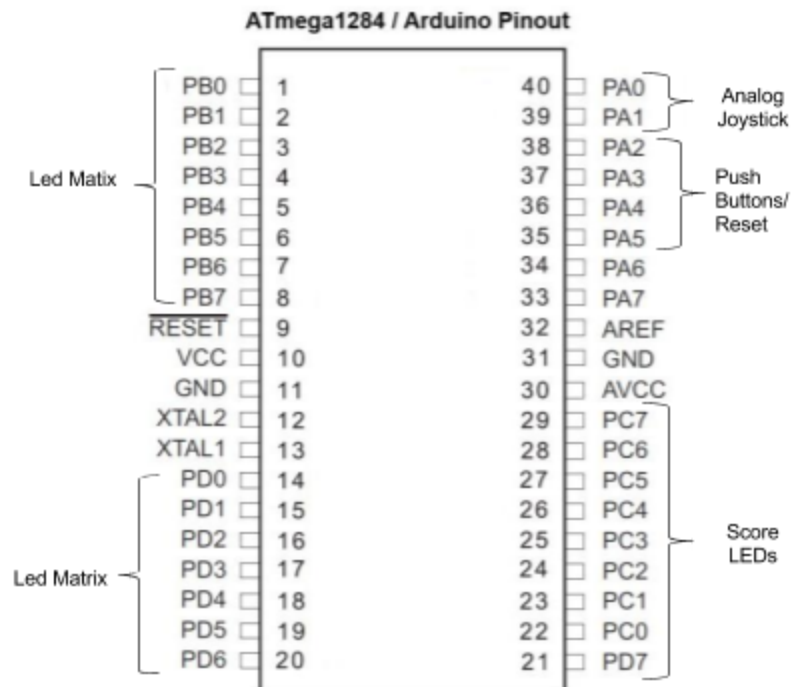 ATmega1284 / Arduino Pinout
PB0 1 40 PA0
PB1 2 39 PA1
PB2 3 38 PA2
PB3 4 37 PA3
PB4 5 36 PA4
PB5 6 35 PA5
PB6 7 34 PA6
PB7 8 33 PA7
RESET 9 32 AREF
VCC 10 31 GND
GND 11 30 AVCC
XTAL2 12 29 PC7
XTAL1 13 28 PC6
PD0 14 27 PC5
PD1 15 26 PC4
PD2 16 25 PC3
PD3 17 24 PC2
PD4 18 23 PC1
PD5 19 22 PC0
PD6 20 21 PD7
Led Matix
Led Matrix
Analog
Joystick
Push
Buttons/
Reset
Score
LEDs